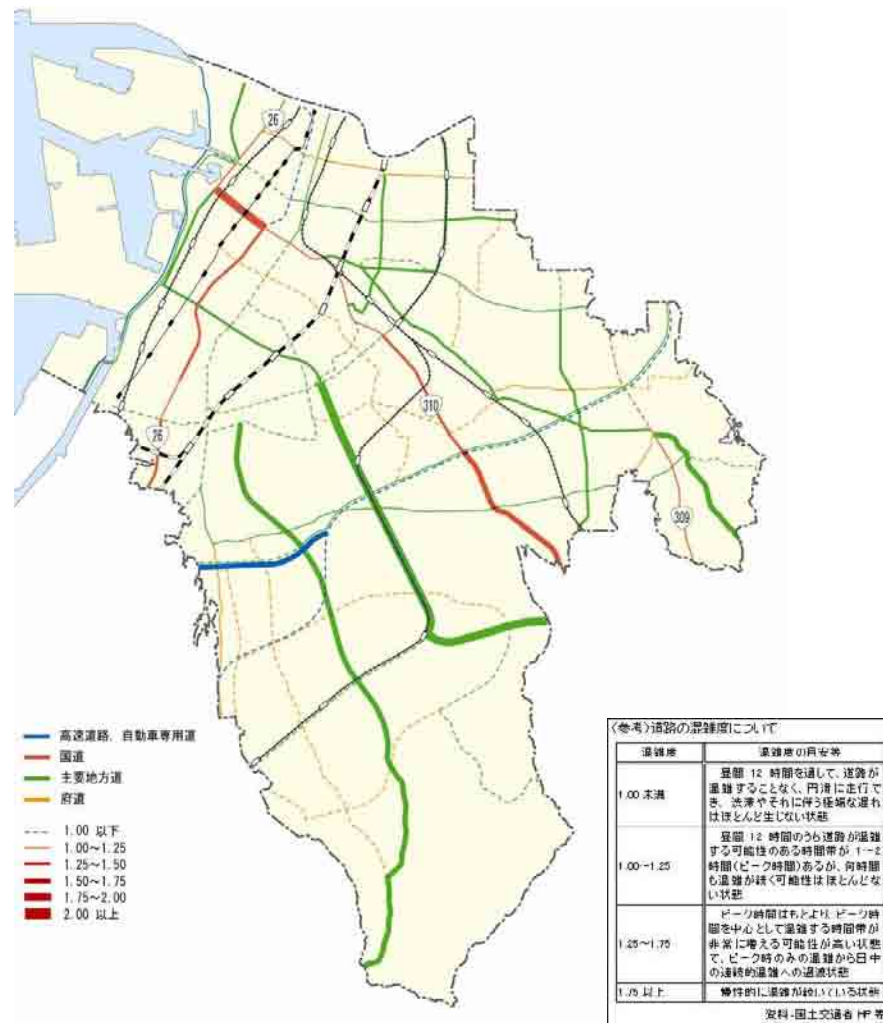 26
310
26
309
高速道路，自動車専用道
国道
主要地方道
府道
1.00 以下
1.00～1.25
1.25～1.50
1.50～1.75
1.75～2.00
2.00 以上
〈参考〉道路の混雑度について
混雑度
混雑度の目安等
1.00 未満
昼間 12 時間を通して、道路が
混雑することなく、円滑に走行で
き、渋滞やそれに伴う極端な遅れ
はほとんど生じない状態
1.00～1.25
昼間 12 時間のうち道路が混雑
する可能性のある時間帯が 1～2
時間(ピーク時間)あるが、何時間
も混雑が続く可能性はほとんどな
い状態
1.25～1.75
ピーク時間はもとより、ピーク時
間を中心として混雑する時間帯が
非常に増える可能性が高い状態
で、ピーク時のみの混雑から日中
の連続的混雑への過渡状態
1.75 以上
慢性的に混雑が続いている状態
資料-国土交通省 HP 等